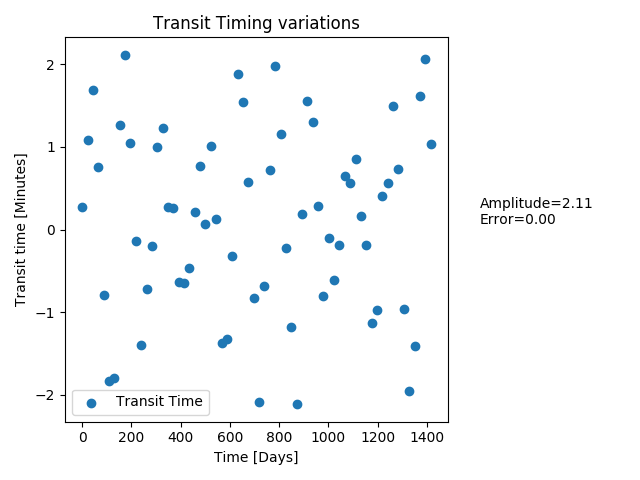 Transit Timing variations
Transit time [Minutes]
2
1
0
−1
−2
Amplitude=2.11
Error=0.00
Transit Time
0 200 400 600 800 1000 1200 1400
Time [Days]